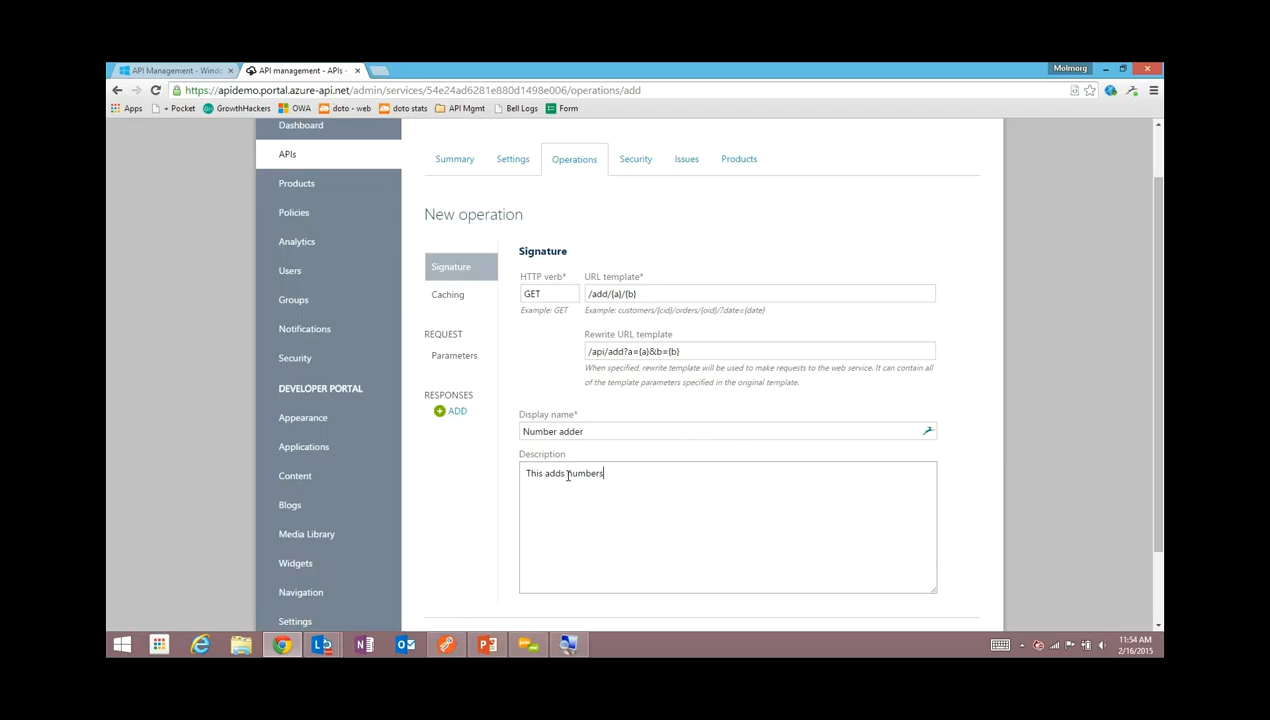 API Management - Windo
API management - APIs -
Molmorg
https://apidemo.portal.azure-api.net/admin/services/54e24ad6281e880d1498e006/operations/add
Apps
+ Pocket
GrowthHackers
OWA
doto - web
doto stats
API Mgmt
Bell Logs
Form
Dashboard
APIs
Products
Policies
Analytics
Users
Groups
Notifications
Security
DEVELOPER PORTAL
Appearance
Applications
Content
Blogs
Media Library
Widgets
Navigation
Settings
Summary
Settings
Operations
Security
Issues
Products
New operation
Signature
Caching
REQUEST
Parameters
RESPONSES
ADD
Signature
HTTP verb*
URL template*
GET
/add/{a}/{b}
Example: GET
Example: customers/{cid}/orders/{oid}/?date={date}
Rewrite URL template
/api/add?a={a}&b={b}
When specified, rewrite template will be used to make requests to the web service. It can contain all
of the template parameters specified in the original template.
Display name*
Number adder
Description
This adds numbers
11:54 AM
2/16/2015